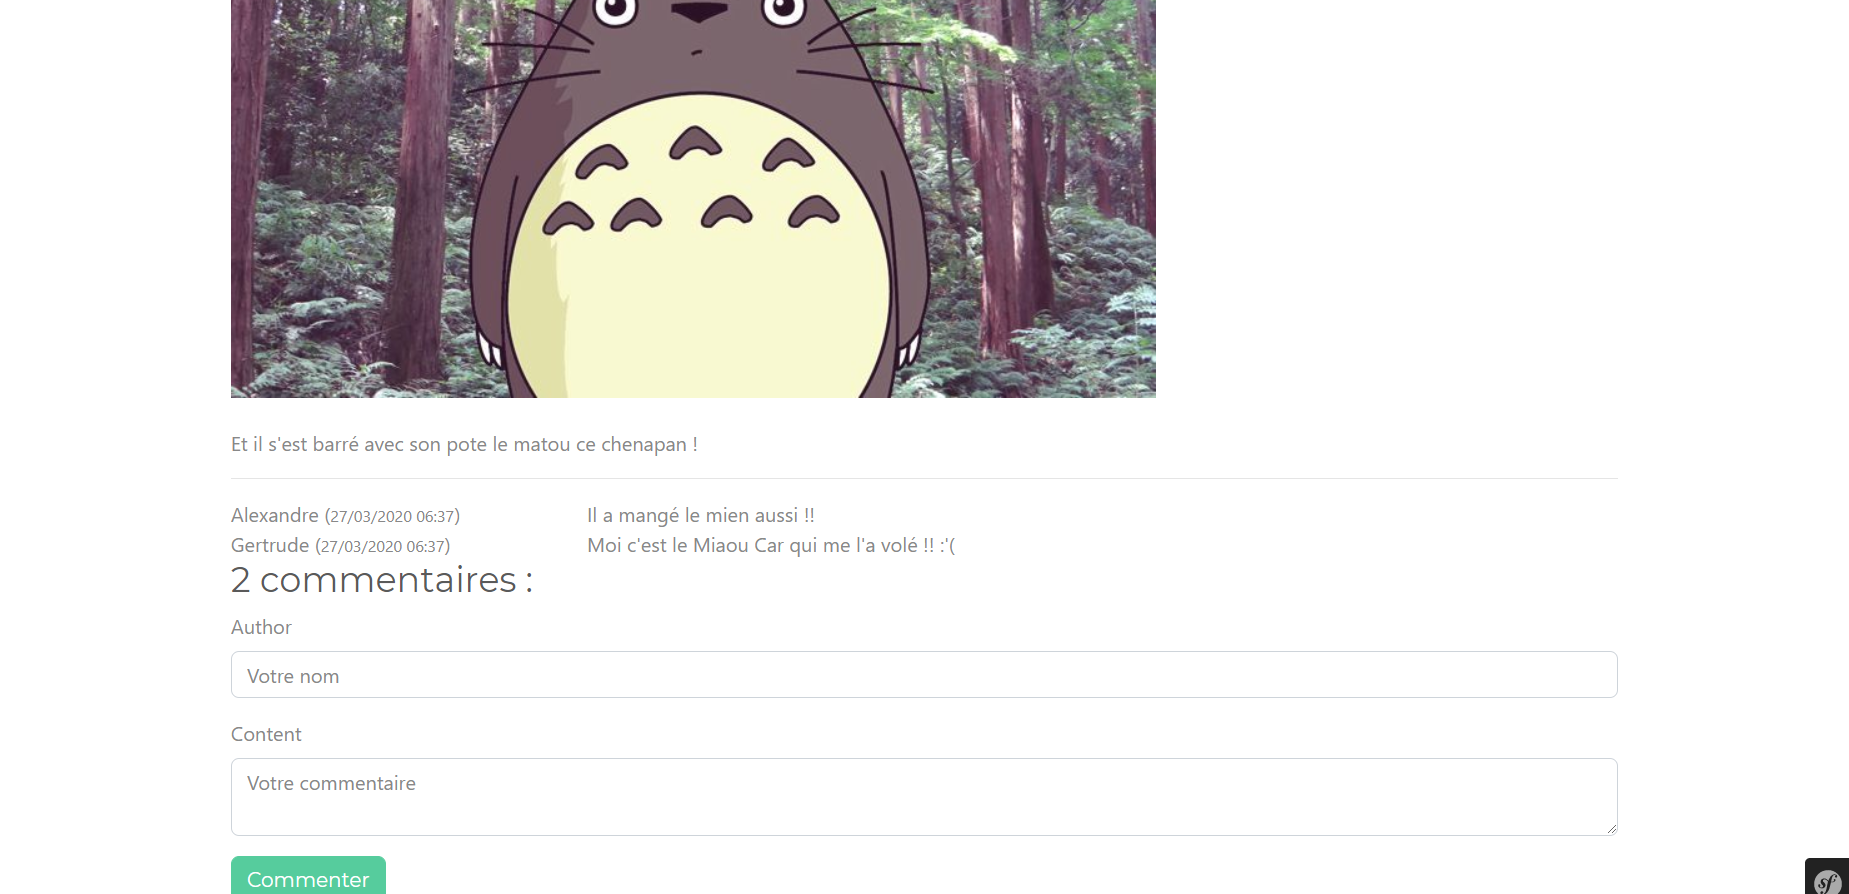 Et il s'est barré avec son pote le matou ce chenapan !
Alexandre (27/03/2020 06:37) Il a mangé le mien aussi !!
Gertrude (27/03/2020 06:37) Moi c'est le Miaou Car qui me l'a volé !! :'(
2 commentaires :
Author
Votre nom
Content
Votre commentaire
Commenter
sf